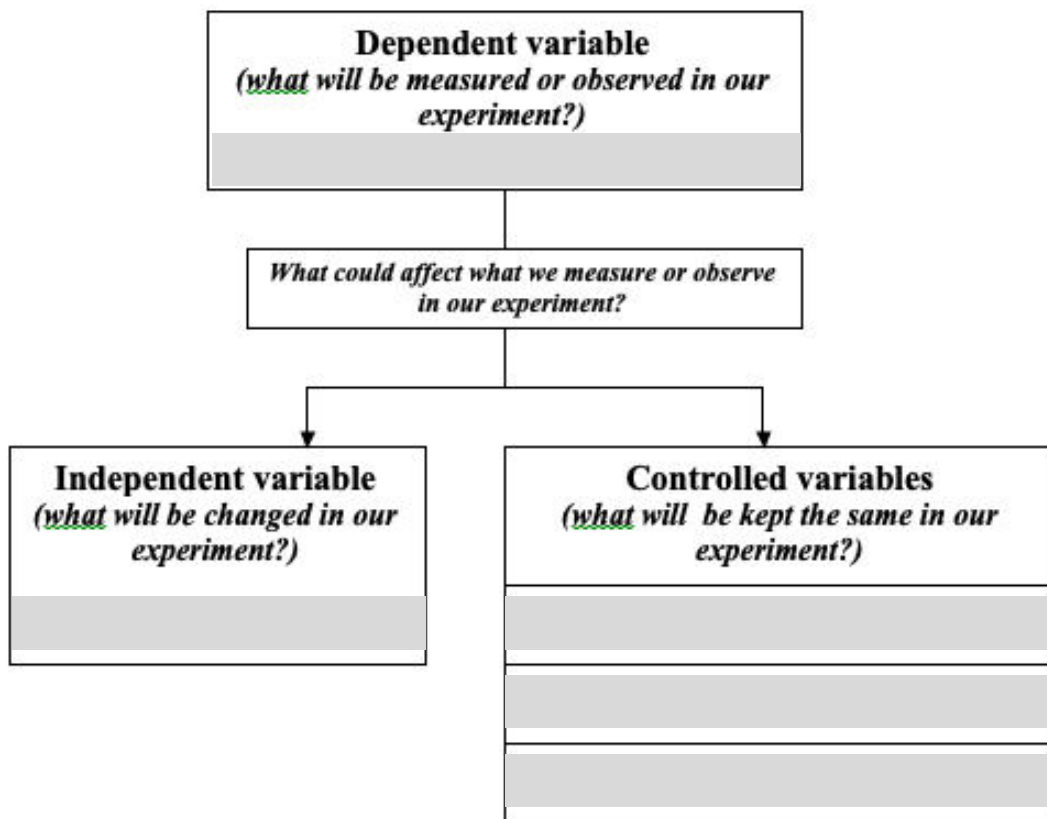 Dependent variable
(what will be measured or observed in our
experiment?)
What could affect what we measure or observe
in our experiment?
Independent variable
(what will be changed in our
experiment?)
Controlled variables
(what will be kept the same in our
experiment?)